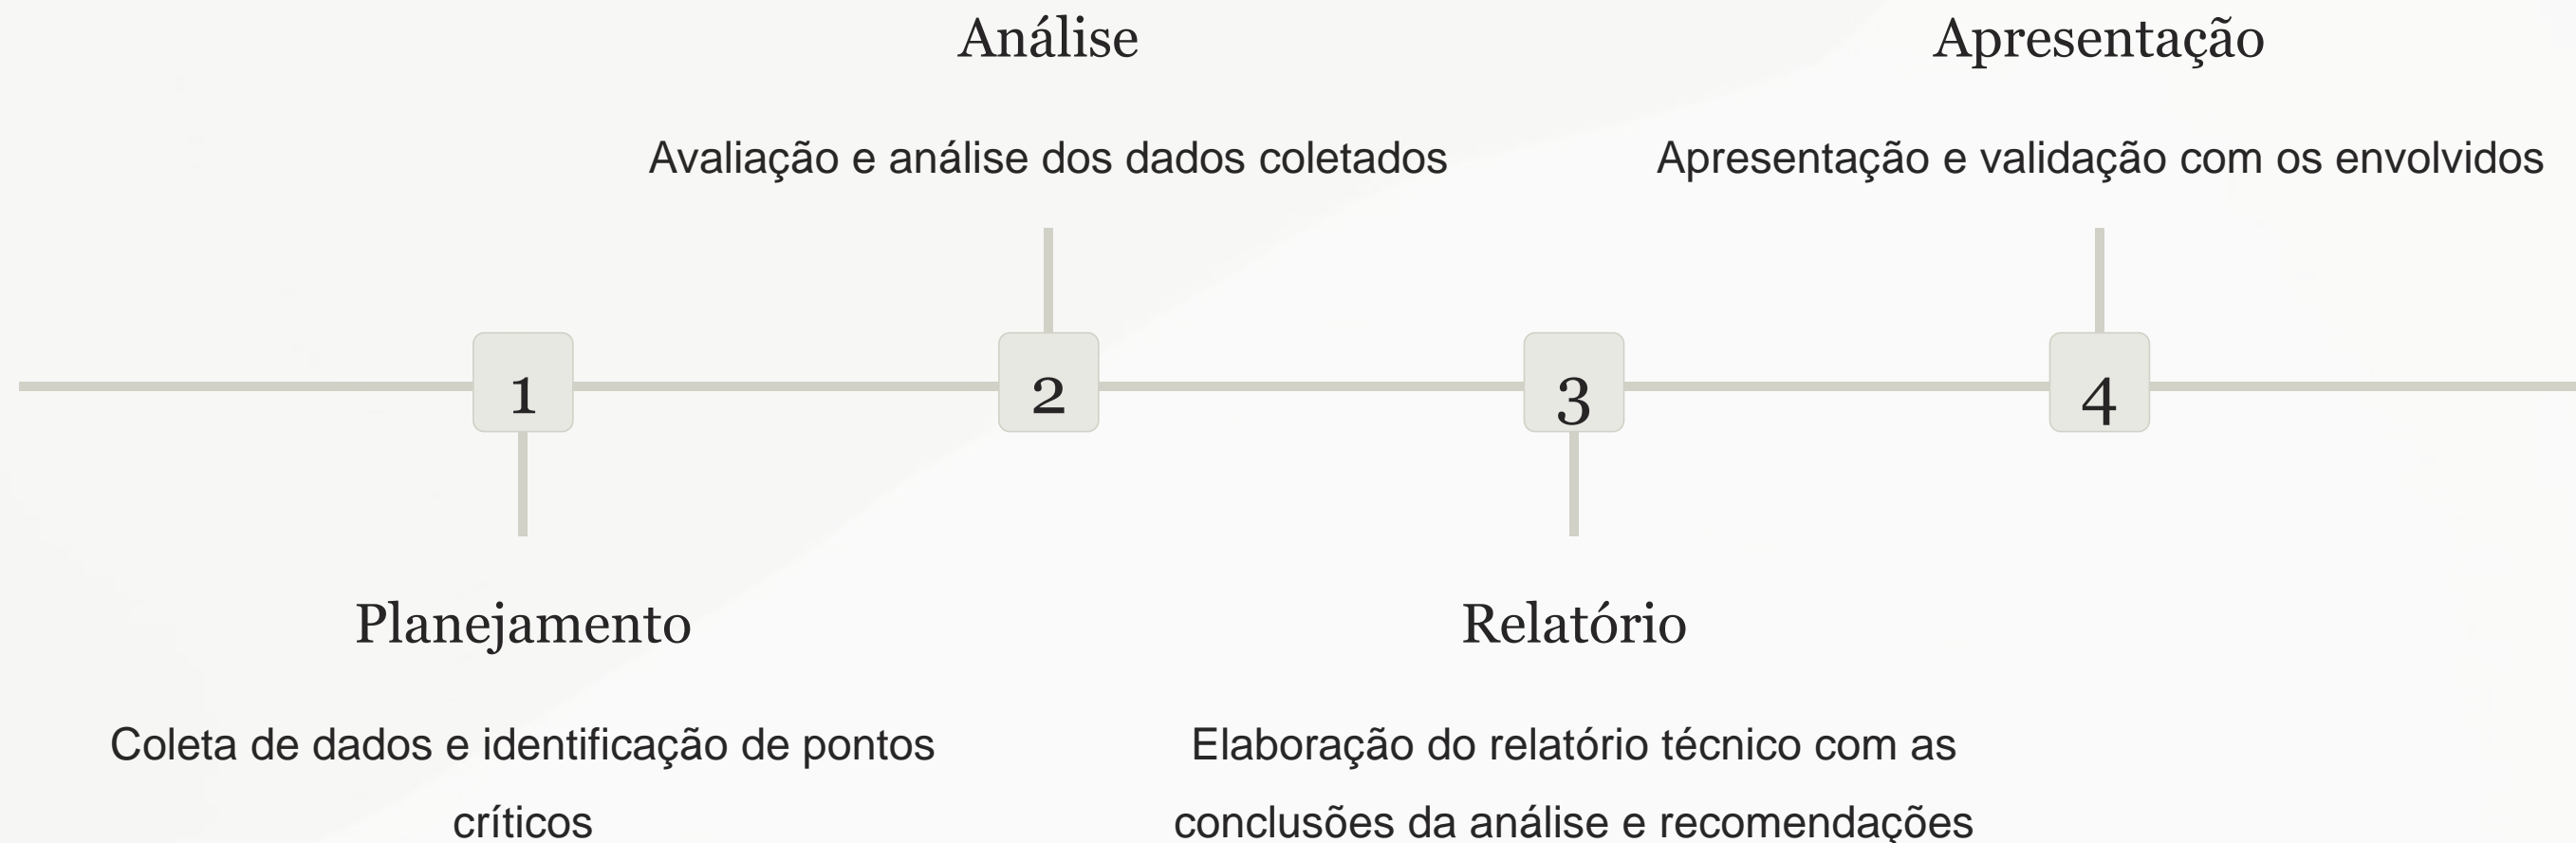 Análise
Avaliação e análise dos dados coletados
Apresentação
Apresentação e validação com os envolvidos
1
2
3
4
Planejamento
Coleta de dados e identificação de pontos
críticos
Relatório
Elaboração do relatório técnico com as
conclusões da análise e recomendações